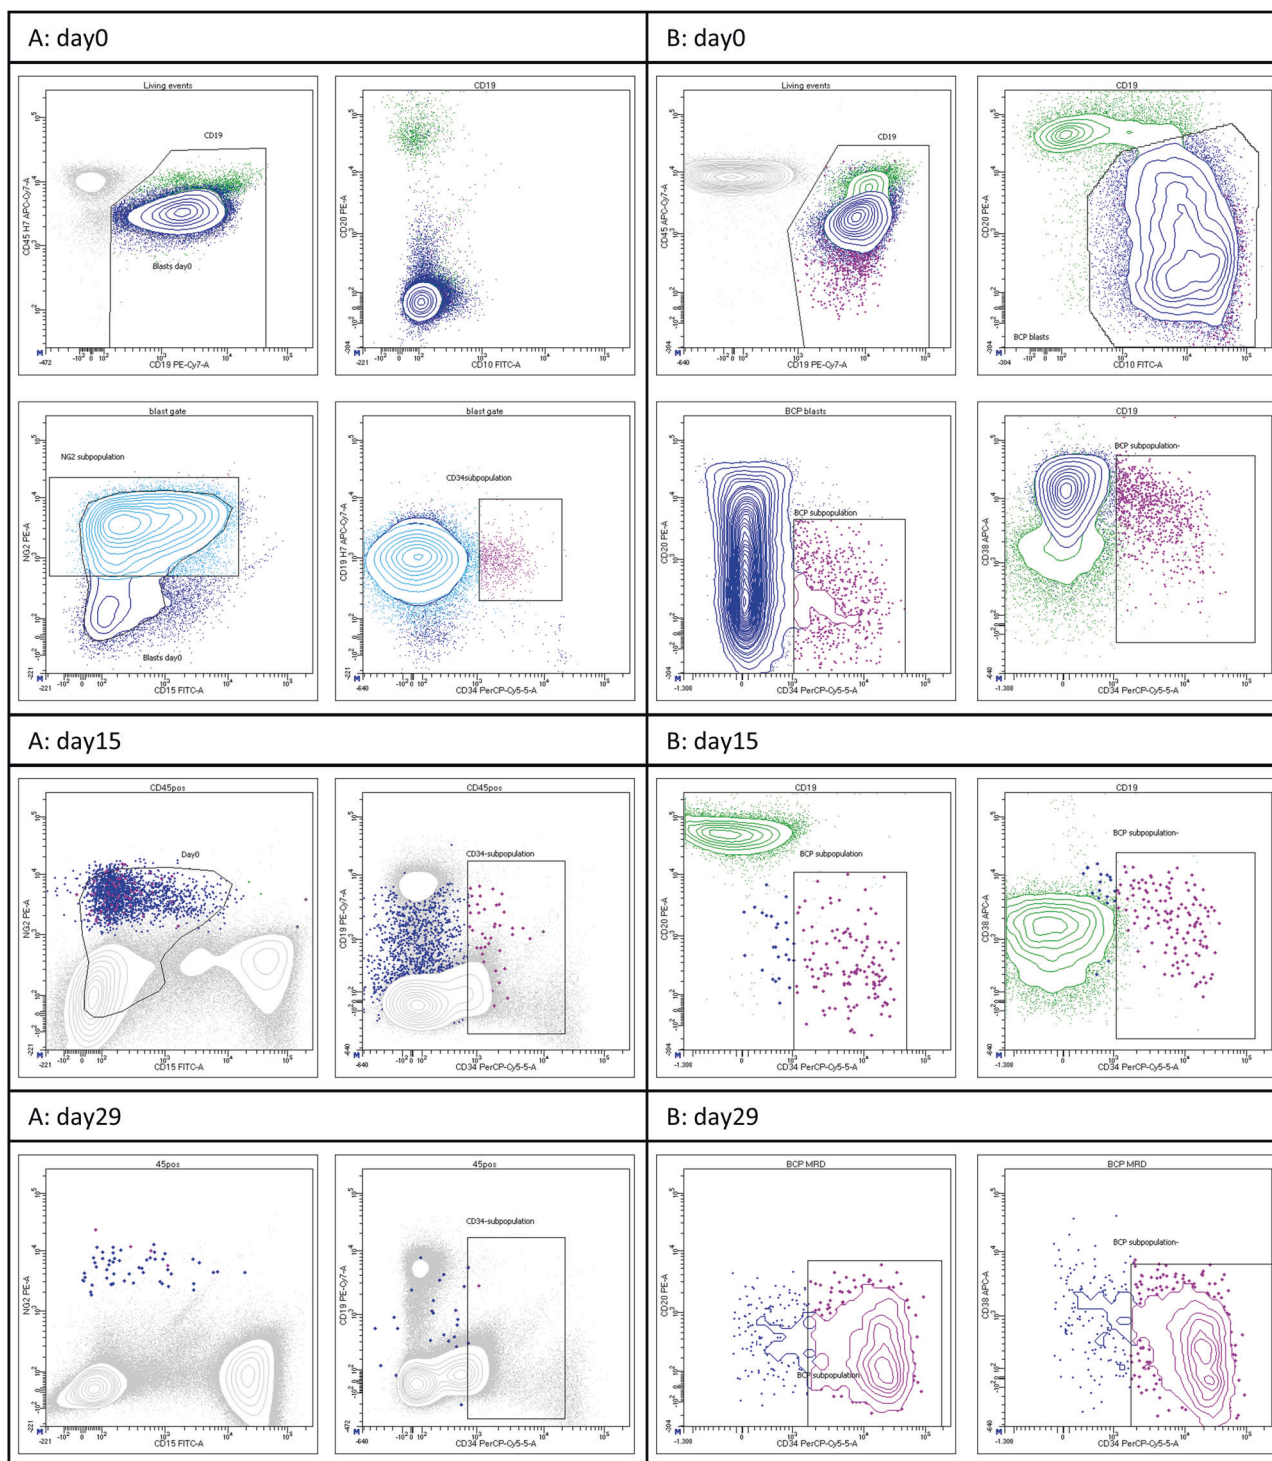 A: day0
B: day0
Living events
CD19
CD45 H7 APC-Cy7-A
Blasts day0
CD19 PE-Cy7-A
CD19
CD20 PE-A
CD10 FITC-A
Living events
CD19
CD45 APC-Cy7-A
CD19 PE-Cy7-A
CD19
CD20 PE-A
BCP blasts
CD10 FITC-A
blast gate
NG2 subpopulation
NG2 PE-A
Blasts day0
CD15 FITC-A
blast gate
CD34subpopulation
CD19 H7 APC-Cy7-A
CD34 PerCP-Cy5-5-A
BCP blasts
BCP subpopulation
CD20 PE-A
CD34 PerCP-Cy5-5-A
CD19
BCP subpopulation-
CD38 APC-A
CD34 PerCP-Cy5-5-A
A: day15
B: day15
CD45pos
Day0
NG2 PE-A
CD15 FITC-A
CD45pos
CD34-subpopulation
CD19 PE-Cy7-A
CD34 PerCP-Cy5-5-A
CD19
BCP subpopulation
CD20 PE-A
CD34 PerCP-Cy5-5-A
CD19
BCP subpopulation-
CD38 APC-A
CD34 PerCP-Cy5-5-A
A: day29
B: day29
45pos
NG2 PE-A
CD15 FITC-A
45pos
CD34-subpopulation
CD19 PE-Cy7-A
CD34 PerCP-Cy5-5-A
BCP MRD
CD20 PE-A
BCP subpopulation
CD34 PerCP-Cy5-5-A
BCP MRD
BCP subpopulation-
CD38 APC-A
CD34 PerCP-Cy5-5-A